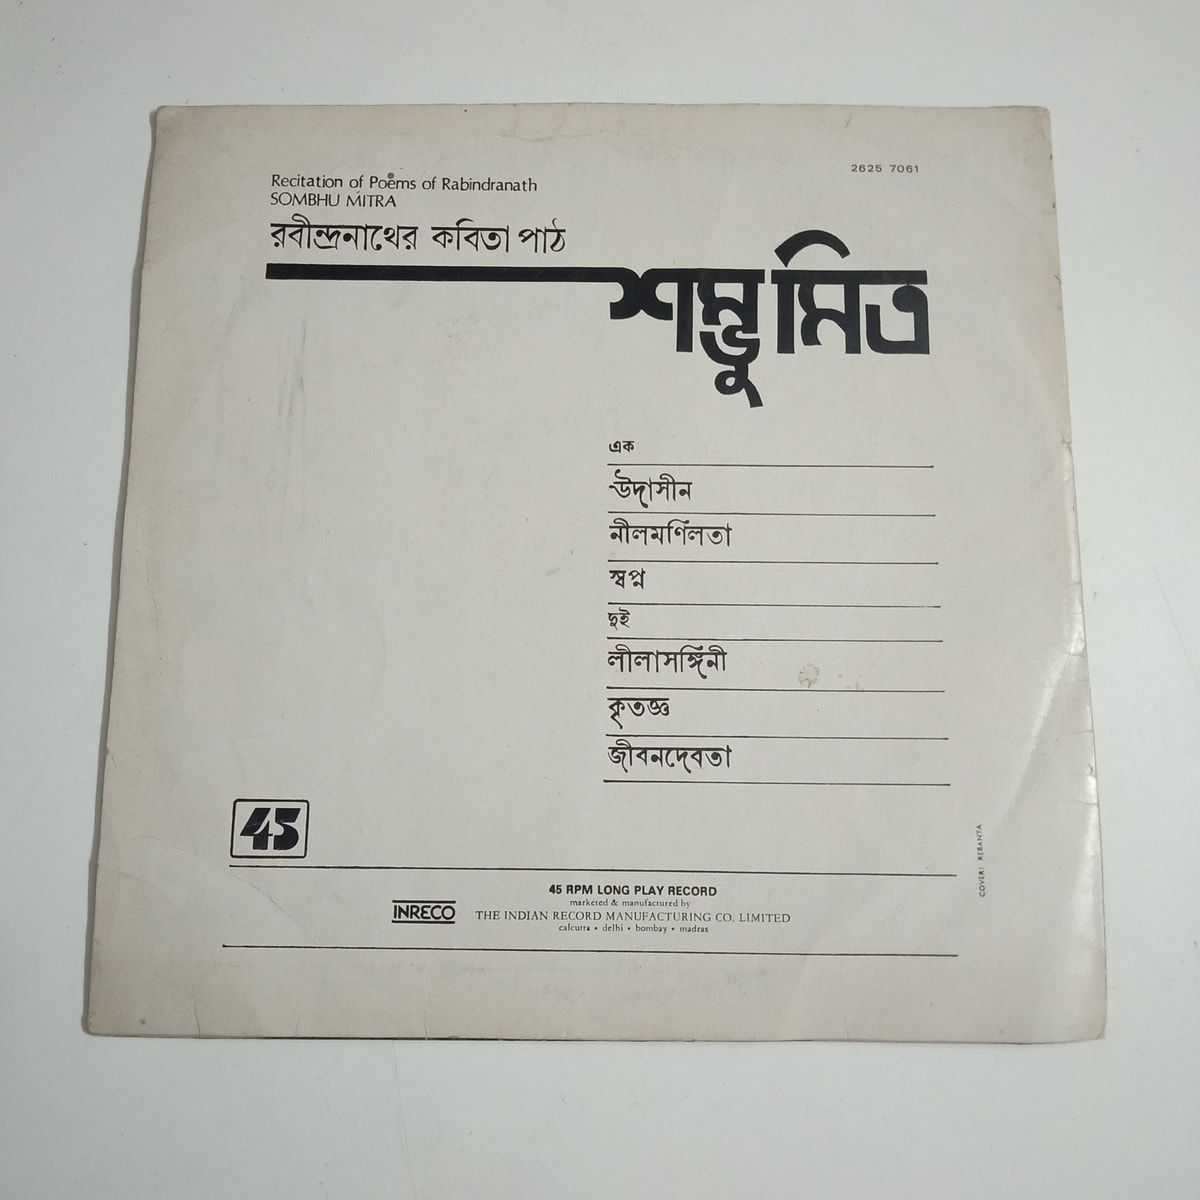 2625 7061
Recitation of Poems of Rabindranath
SOMBHU MITRA
রবীন্দ্রনাথের কবিতা পাঠ
শম্ভু মিত্র
এক
উদাসীন
নীলমণিলতা
স্বপ্ন
দুই
লীলাসঙ্গিনী
কৃতজ্ঞ
জীবনদেবতা
45
COVER: REBANTA
45 RPM LONG PLAY RECORD
marketed & manufactured by
INRECO THE INDIAN RECORD MANUFACTURING CO. LIMITED
calcutta • delhi • bombay • madras